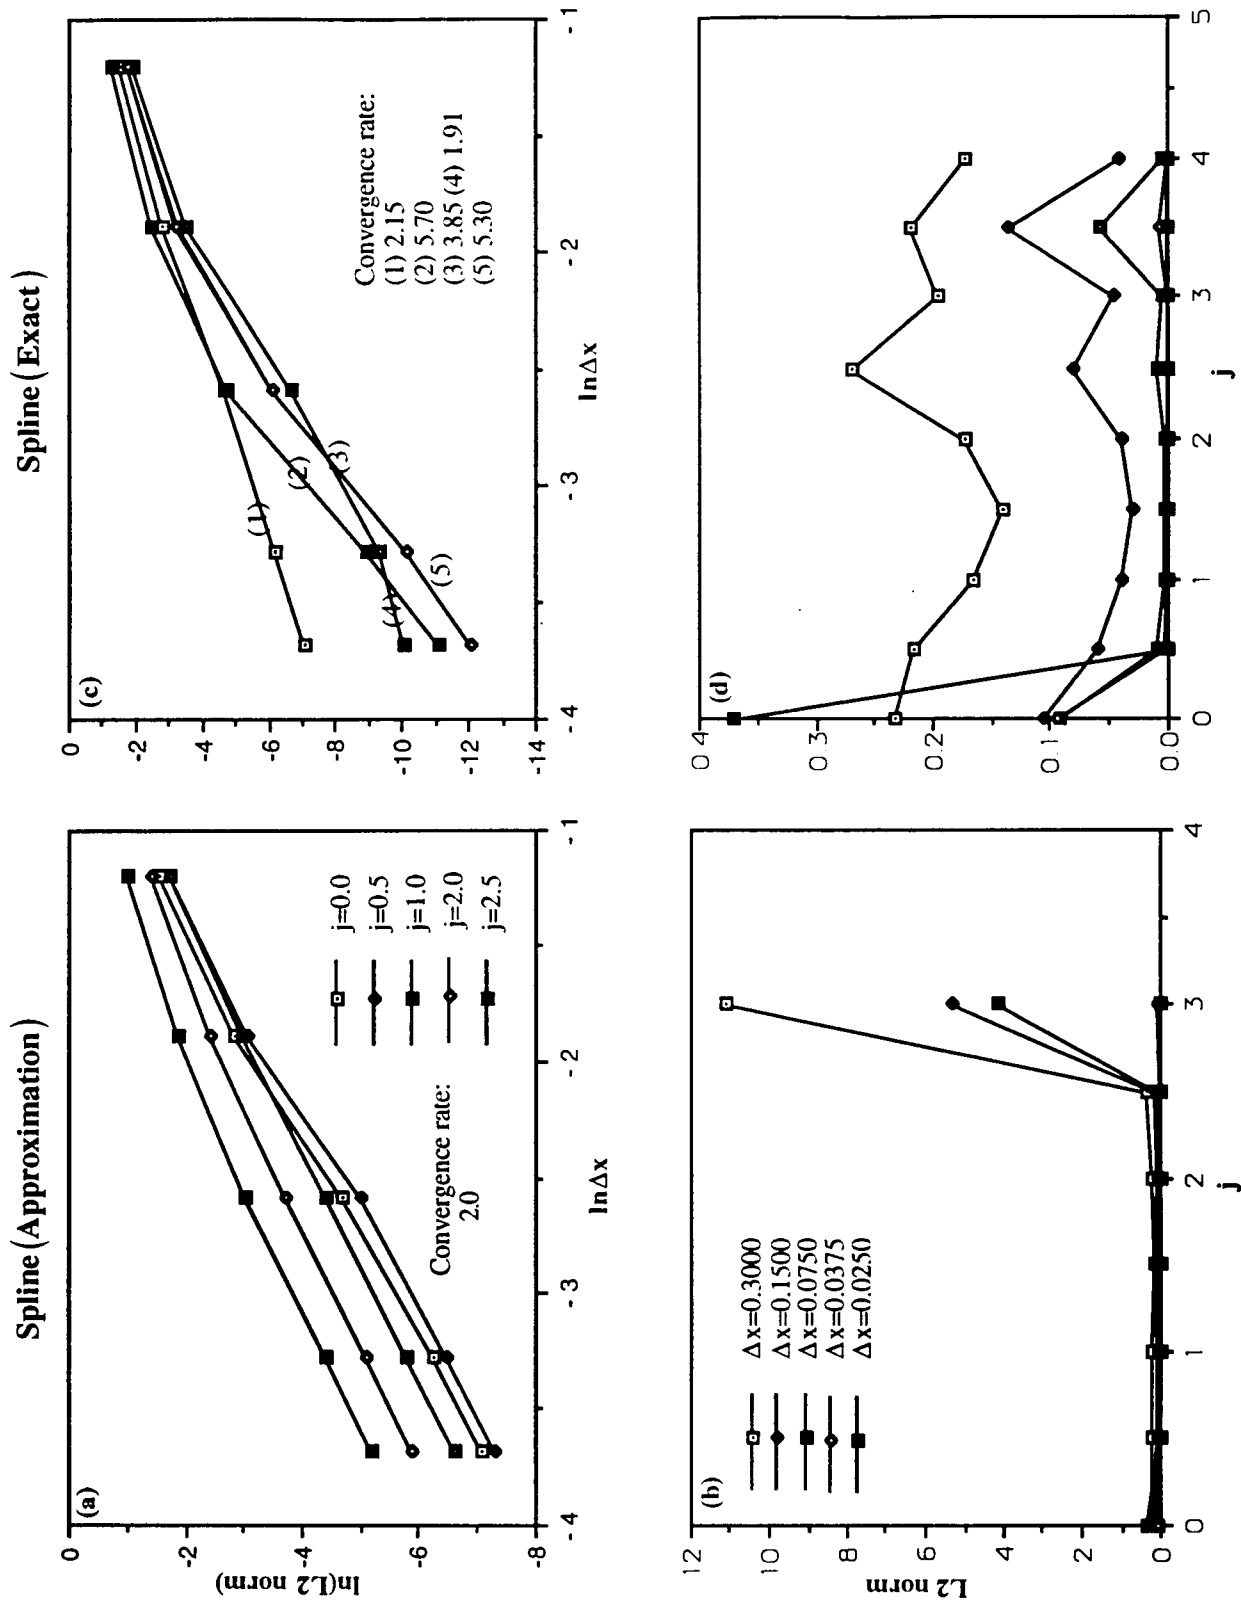 Spline(Approximation)
(a)
0
-2
-4
-6
-8
ln(L2 norm)
-4
-3
-2
-1
lnΔx
Convergence rate:
2.0
j=0.0
j=0.5
j=1.0
j=2.0
j=2.5
Spline(Exact)
(c)
0
-2
-4
-6
-8
-10
-12
-14
-4
-3
-2
-1
lnΔx
(1)
(2)
(3)
(4)
(5)
Convergence rate:
(1) 2.15
(2) 5.70
(3) 3.85 (4) 1.91
(5) 5.30
(b)
12
10
8
6
4
2
0
L2 norm
0
1
2
3
4
j
Δx=0.3000
Δx=0.1500
Δx=0.0750
Δx=0.0375
Δx=0.0250
(d)
0.4
0.3
0.2
0.1
0.0
0
1
2
3
4
5
j